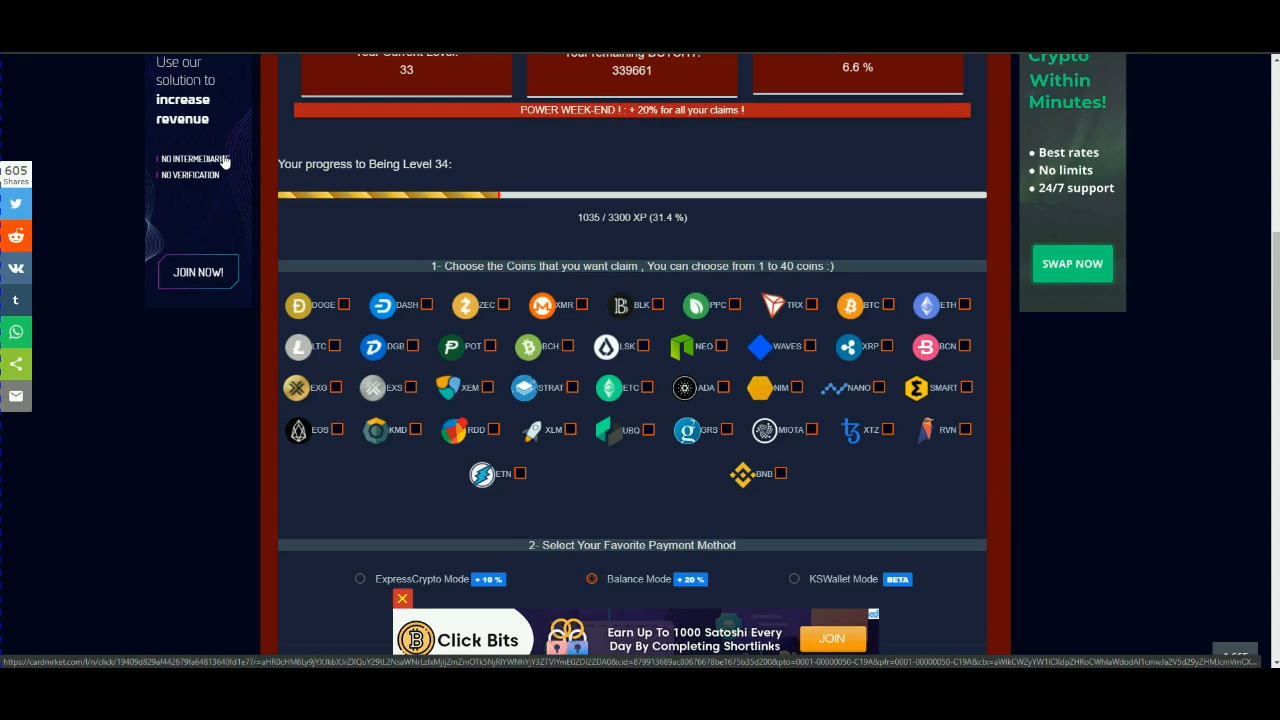 Use our
solution to
increase
revenue
NO INTERMEDIARIES
NO VERIFICATION
JOIN NOW!
605
Shares
Your Current Level:
33
339661
6.6 %
POWER WEEK-END ! : + 20% for all your claims !
Your progress to Being Level 34:
1035 / 3300 XP (31.4 %)
1- Choose the Coins that you want claim , You can choose from 1 to 40 coins :)
DOGE DASH ZEC XMR BLK PPC TRX BTC ETH
LTC DGB POT BCH LSK NEO WAVES XRP BCN
EXG EXS XEM STRAT ETC ADA NIM NANO SMART
EOS KMD RDD XLM UBQ GRS MIOTA XTZ RVN
ETN BNB
2- Select Your Favorite Payment Method
ExpressCrypto Mode + 10 % Balance Mode + 20 % KSWallet Mode BETA
Click Bits
Earn Up To 1000 Satoshi Every
Day By Completing Shortlinks
JOIN
Crypto
Within
Minutes!
• Best rates
• No limits
• 24/7 support
SWAP NOW